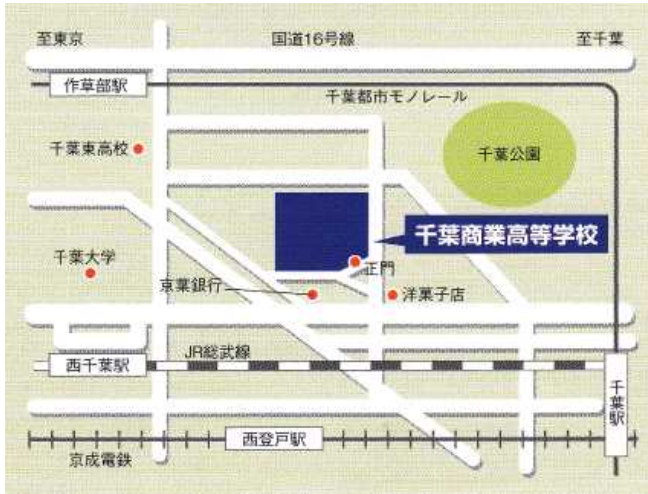 至東京
国道16号線
至千葉
作草部駅
千葉都市モノレール
千葉東高校
千葉公園
千葉商業高等学校
千葉大学
正門
京葉銀行
洋菓子店
JR総武線
西千葉駅
千葉駅
西登戸駅
京成電鉄